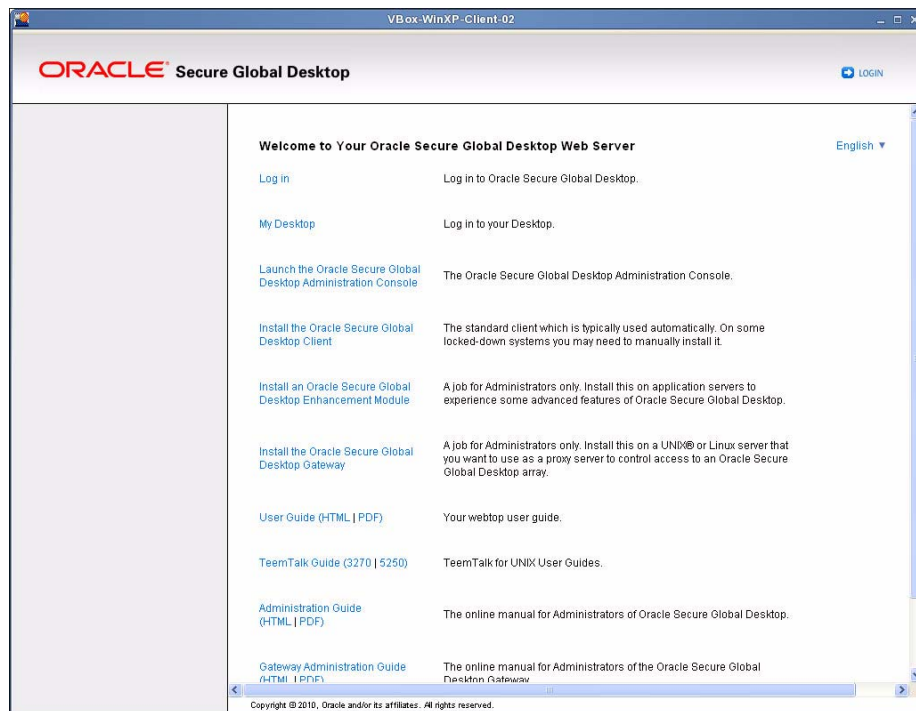 VBox-WinXP-Client-02
ORACLE® Secure Global Desktop
LOGIN
Welcome to Your Oracle Secure Global Desktop Web Server
English ▼
Log in
Log in to Oracle Secure Global Desktop.
My Desktop
Log in to your Desktop.
Launch the Oracle Secure Global
Desktop Administration Console
The Oracle Secure Global Desktop Administration Console.
Install the Oracle Secure Global
Desktop Client
The standard client which is typically used automatically. On some
locked-down systems you may need to manually install it.
Install an Oracle Secure Global
Desktop Enhancement Module
A job for Administrators only. Install this on application servers to
experience some advanced features of Oracle Secure Global Desktop.
Install the Oracle Secure Global
Desktop Gateway
A job for Administrators only. Install this on a UNIX® or Linux server that
you want to use as a proxy server to control access to an Oracle Secure
Global Desktop array.
User Guide (HTML | PDF)
Your webtop user guide.
TeemTalk Guide (3270 | 5250)
TeemTalk for UNIX User Guides.
Administration Guide
(HTML | PDF)
The online manual for Administrators of Oracle Secure Global Desktop.
Gateway Administration Guide
(HTML | PDF)
The online manual for Administrators of the Oracle Secure Global
Desktop Gateway
Copyright © 2010, Oracle and/or its affiliates. All rights reserved.